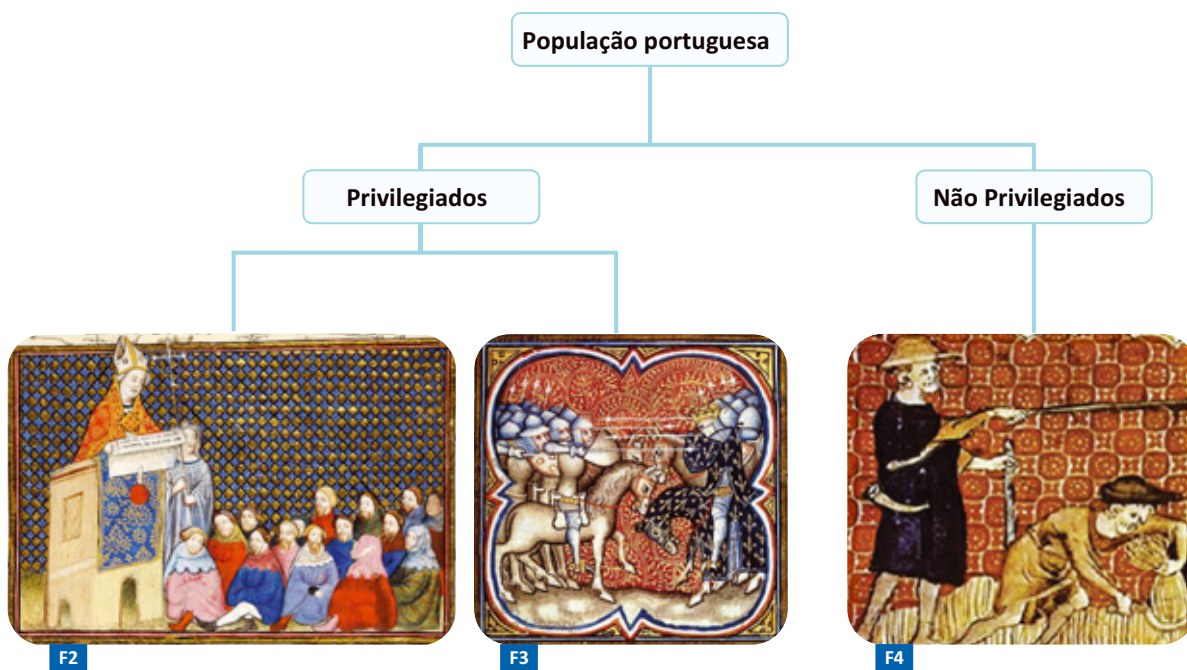 População portuguesa
Privilegiados
Não Privilegiados
F2
F3
F4